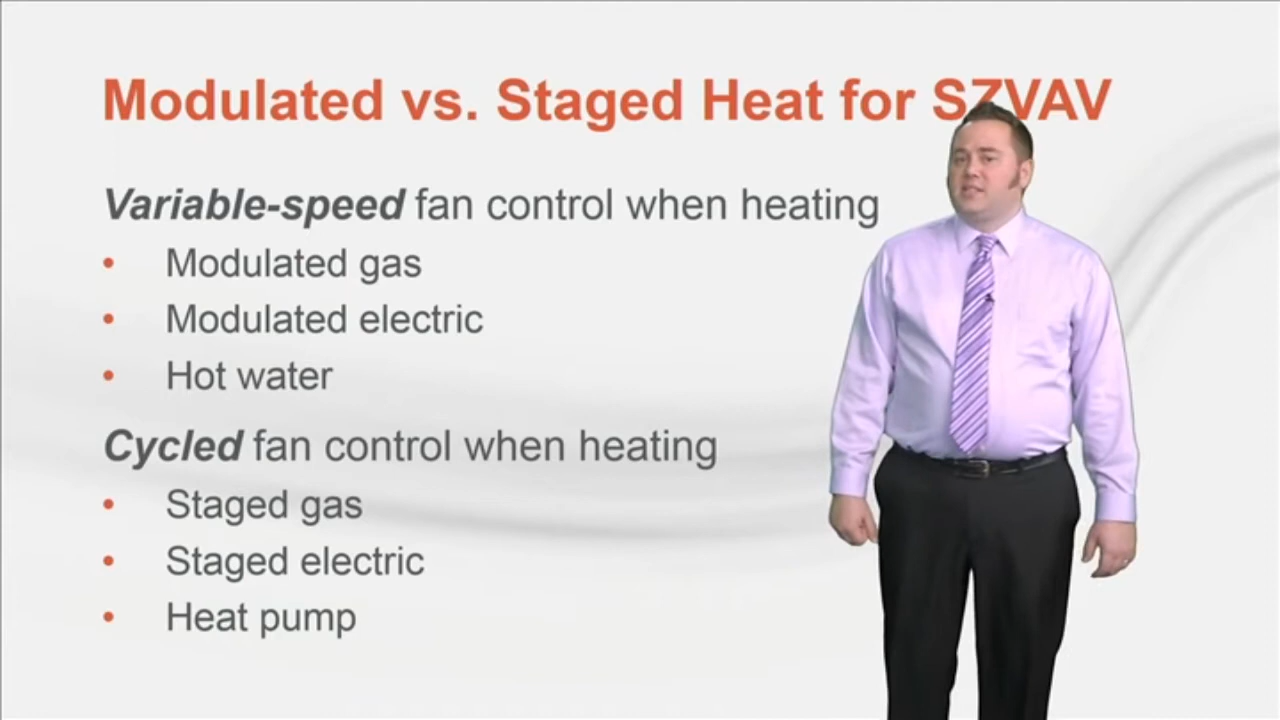 Modulated vs. Staged Heat for SZVAV
Variable-speed fan control when heating
• Modulated gas
• Modulated electric
• Hot water
Cycled fan control when heating
• Staged gas
• Staged electric
• Heat pump